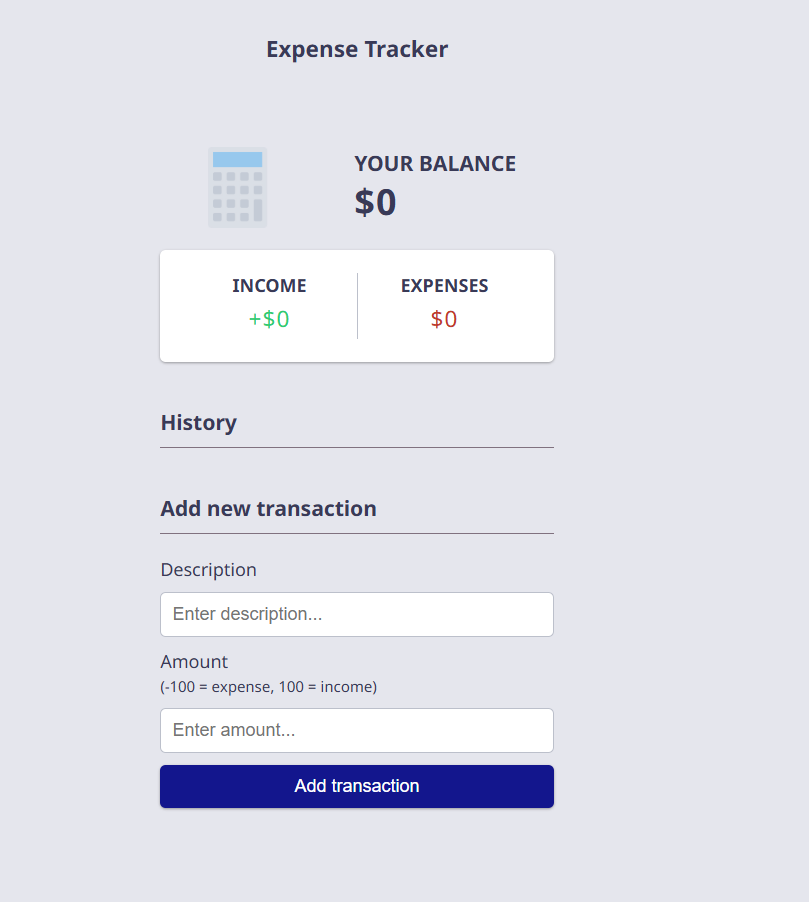 Expense Tracker
YOUR BALANCE
$0
INCOME
EXPENSES
+$0
$0
History
Add new transaction
Description
Enter description...
Amount
(-100 = expense, 100 = income)
Enter amount...
Add transaction